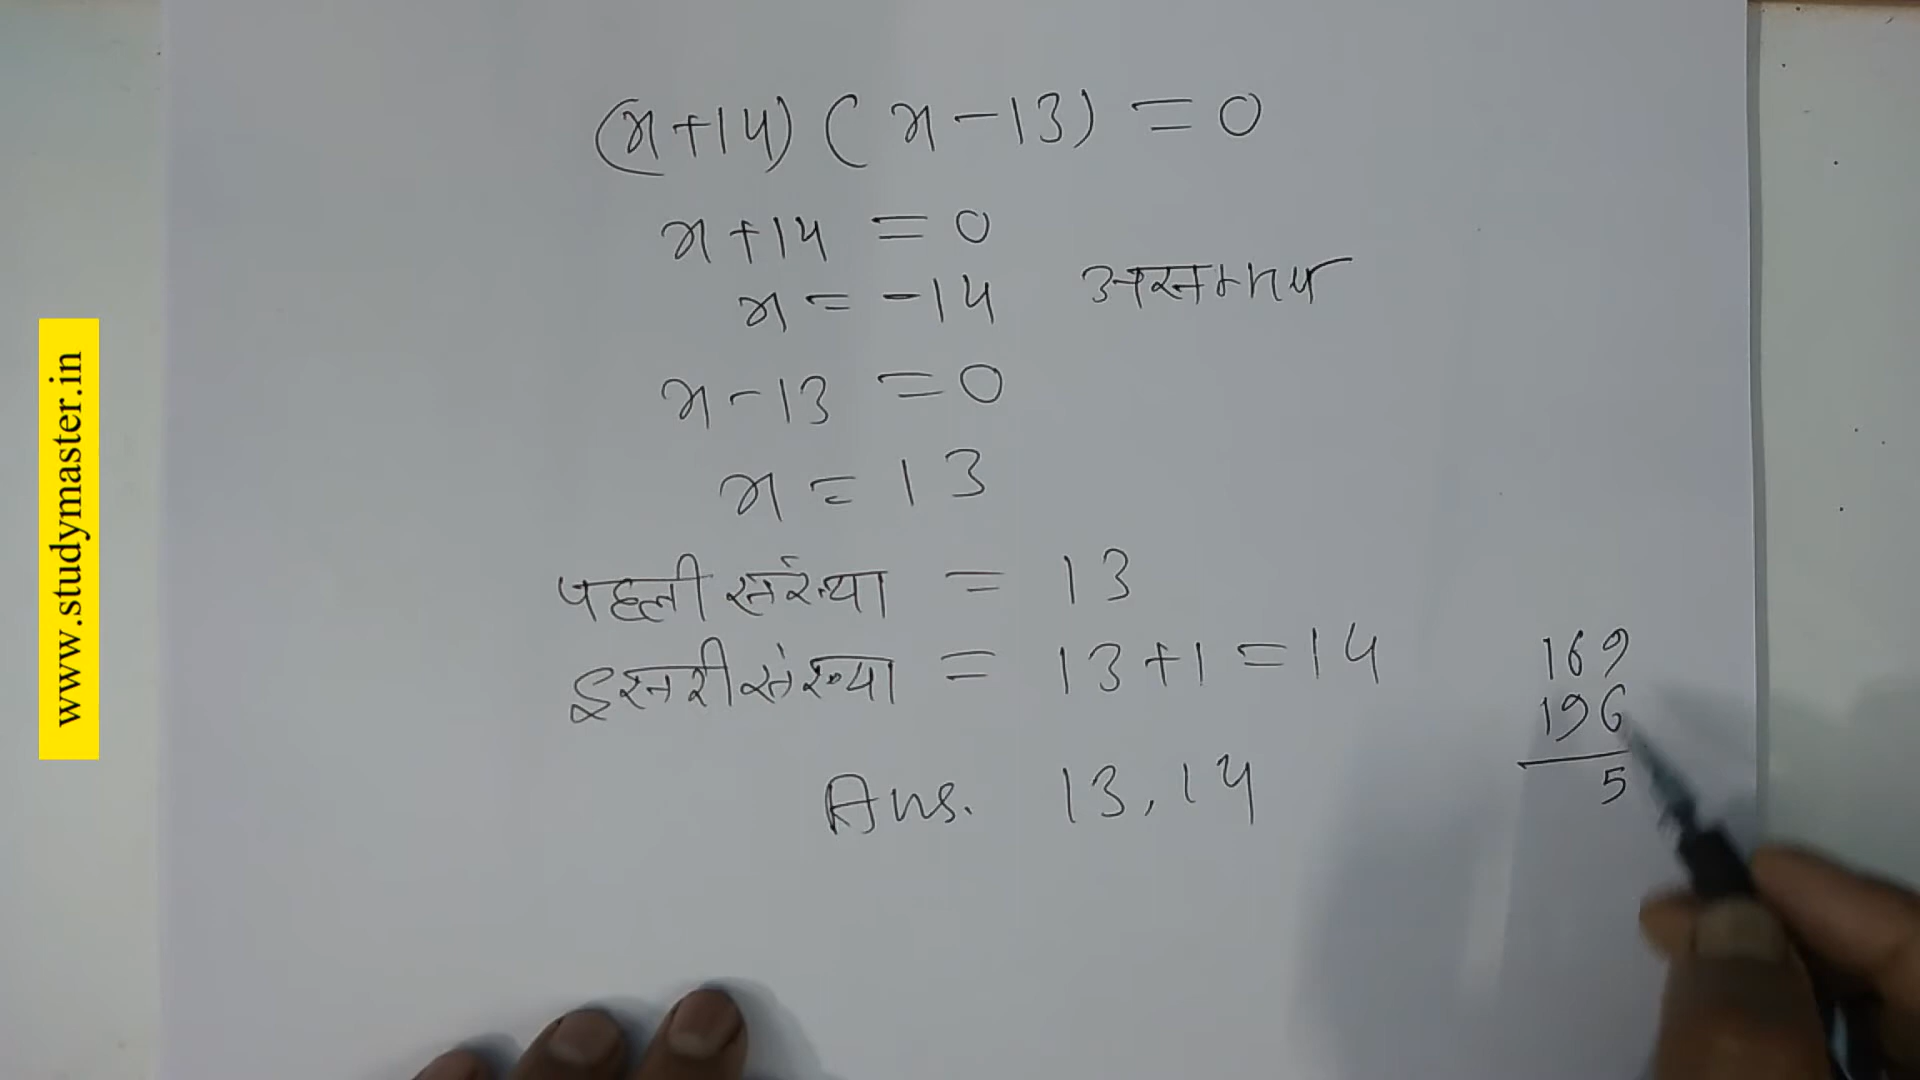 www.studymaster.in
(x+14) (x-13) = 0
x+14 = 0
x = -14 असम्भव
x-13 = 0
x = 13
पहली संख्या = 13
दूसरी संख्या = 13+1 = 14
Ans. 13, 14
169
196
5